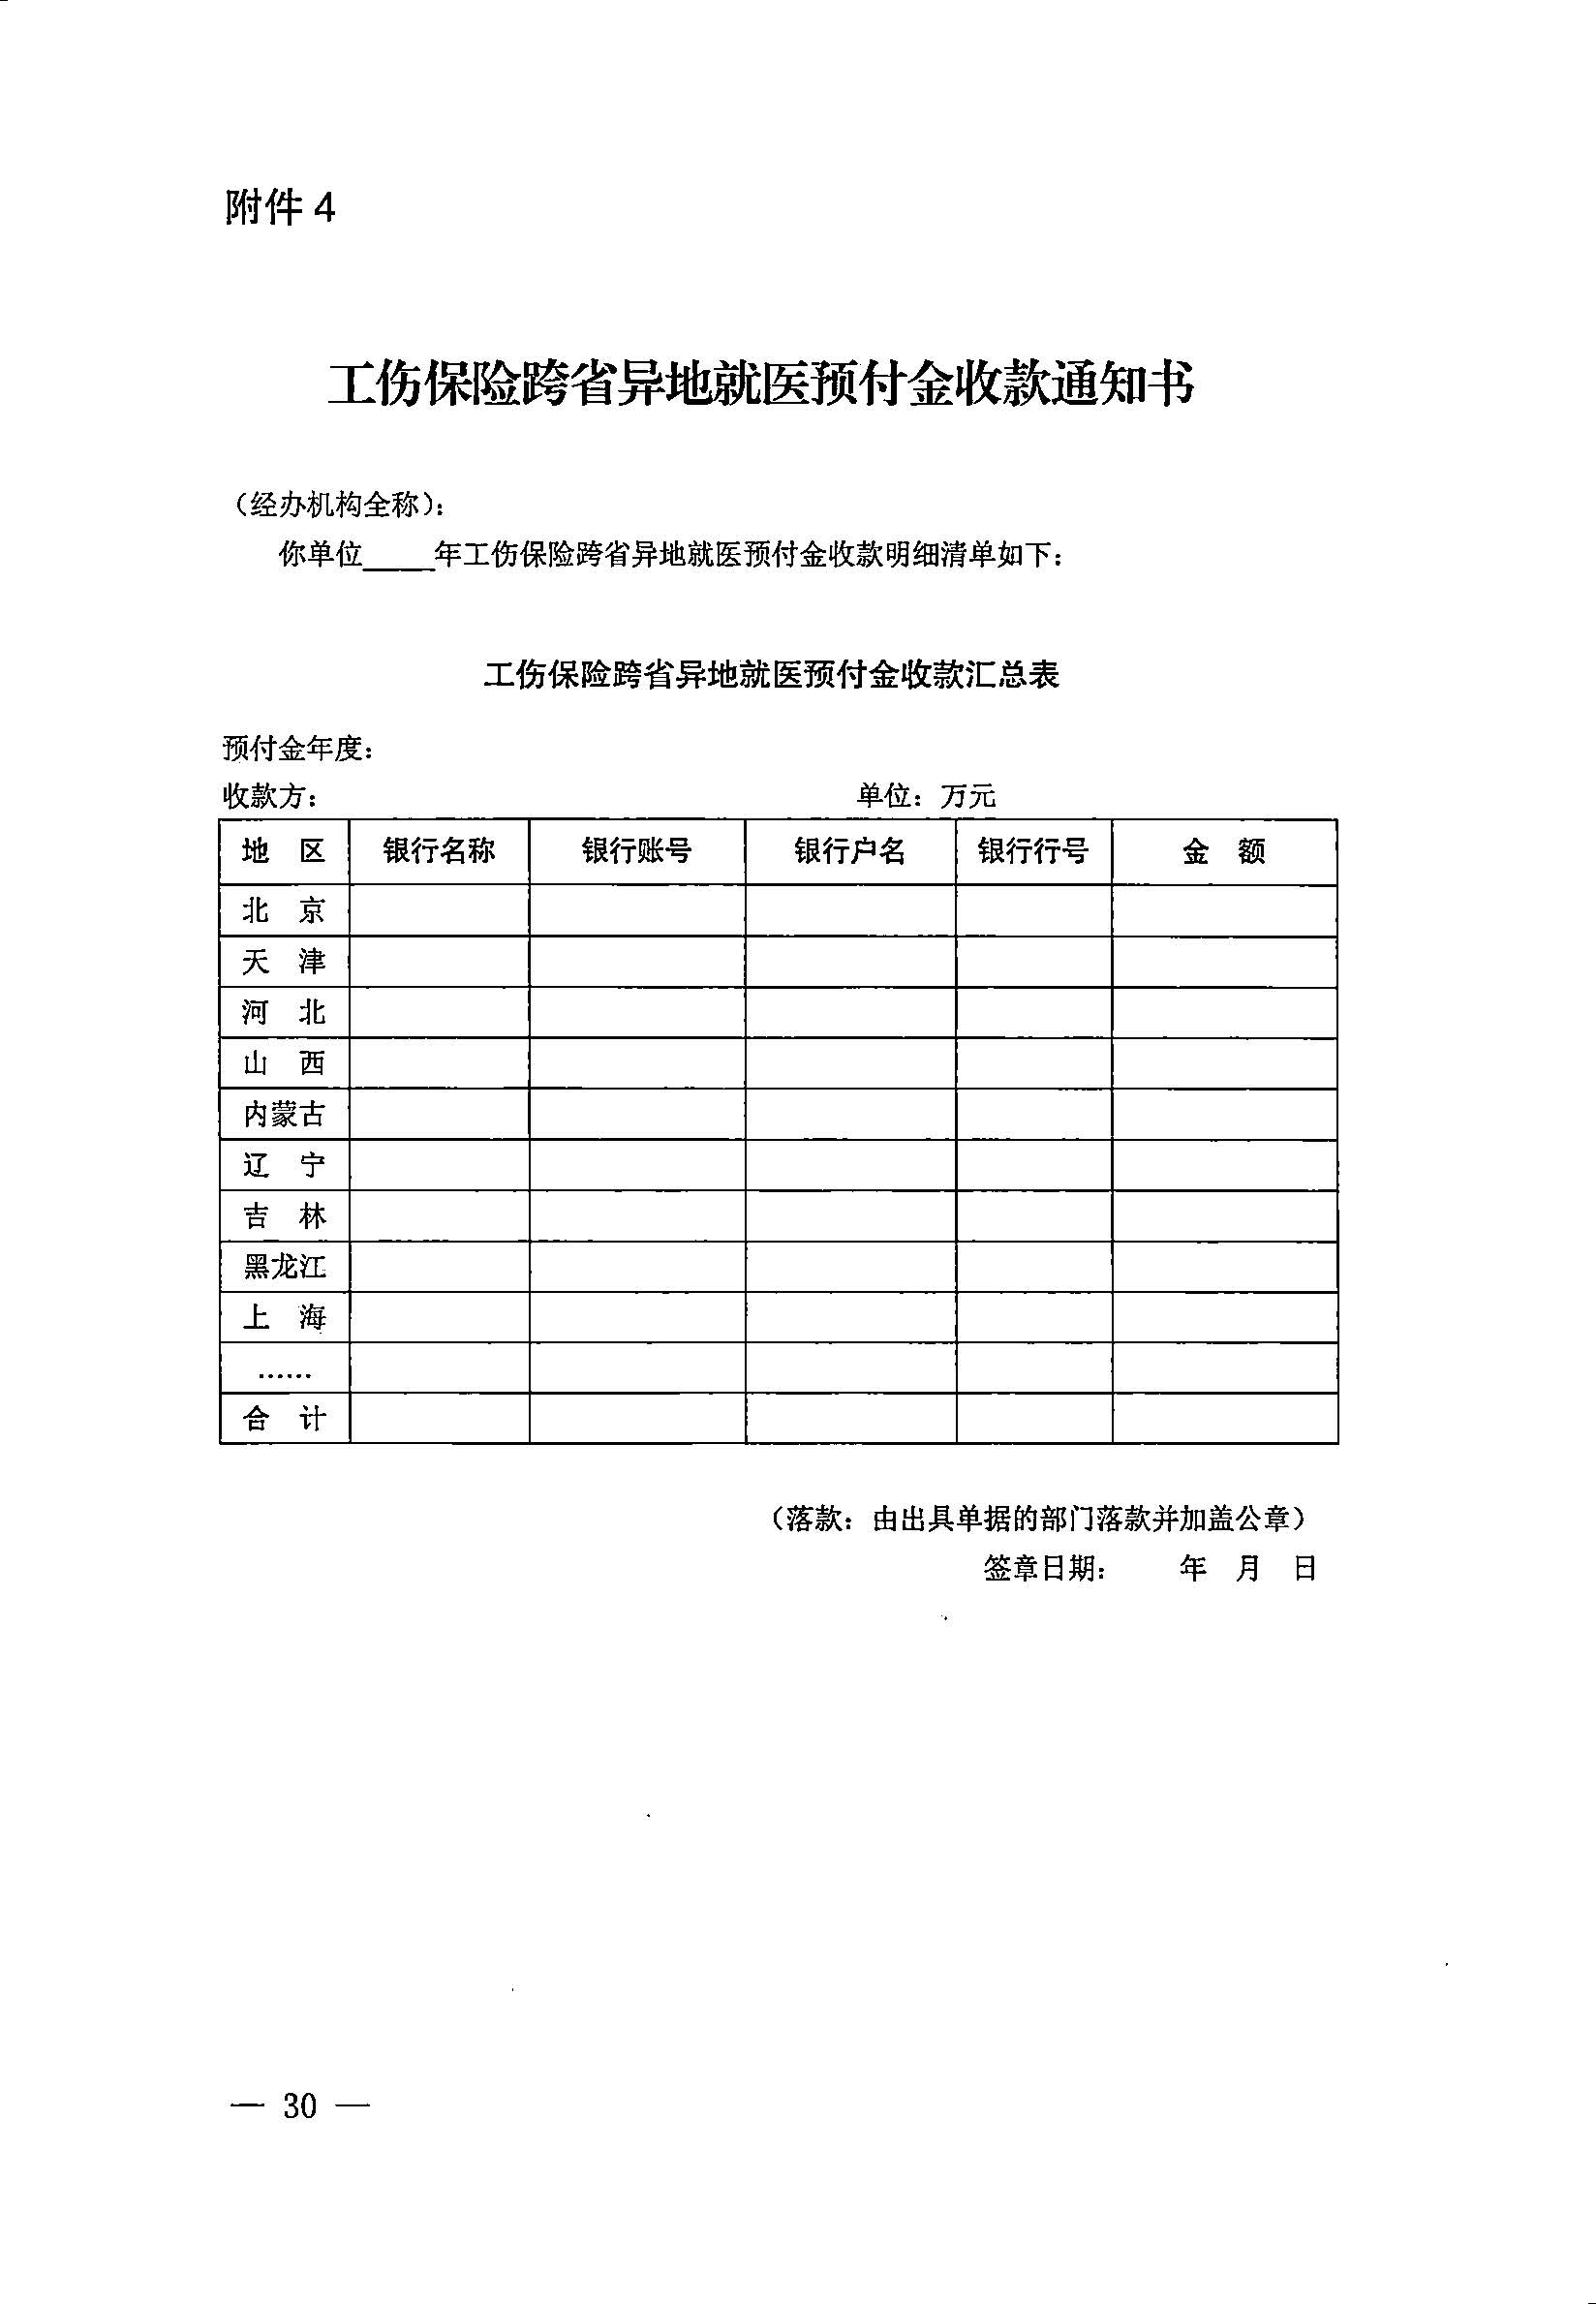 附件 4
工伤保险跨省异地就医预付金收款通知书
（经办机构全称）：
你单位_____年工伤保险跨省异地就医预付金收款明细清单如下：
工伤保险跨省异地就医预付金收款汇总表
预付金年度：
收款方： 单位：万元
地 区 银行名称 银行账号 银行户名 银行行号 金 额
北 京
天 津
河 北
山 西
内蒙古
辽 宁
吉 林
黑龙江
上 海
……
合 计
（落款：由出具单据的部门落款并加盖公章）
签章日期： 年 月 日
— 30 —